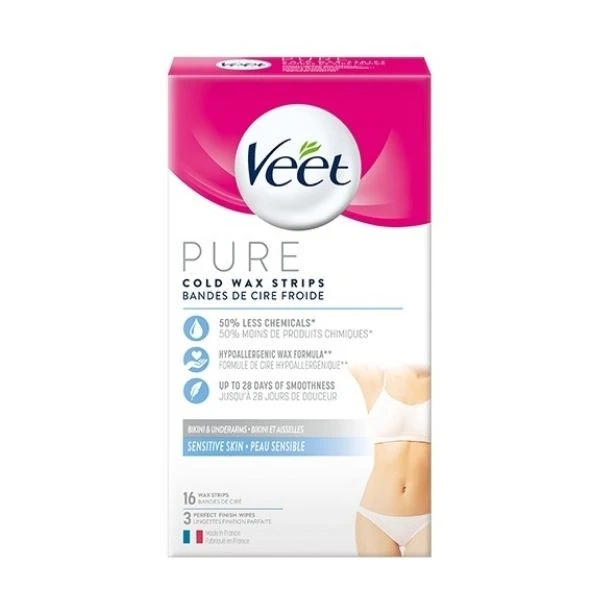 Veet
PURE
COLD WAX STRIPS
BANDES DE CIRE FROIDE
50% LESS CHEMICALS*
50% MOINS DE PRODUITS CHIMIQUES*
HYPOALLERGENIC WAX FORMULA**
FORMULE DE CIRE HYPOALLERGÉNIQUE**
UP TO 28 DAYS OF SMOOTHNESS
JUSQU'À 28 JOURS DE DOUCEUR
BIKINI & UNDERARMS • BIKINI ET AISSELLES
SENSITIVE SKIN • PEAU SENSIBLE
16 WAX STRIPS
BANDES DE CIRE
3 PERFECT FINISH WIPES
LINGETTES FINITION PARFAITE
Made in France
Fabriqué en France